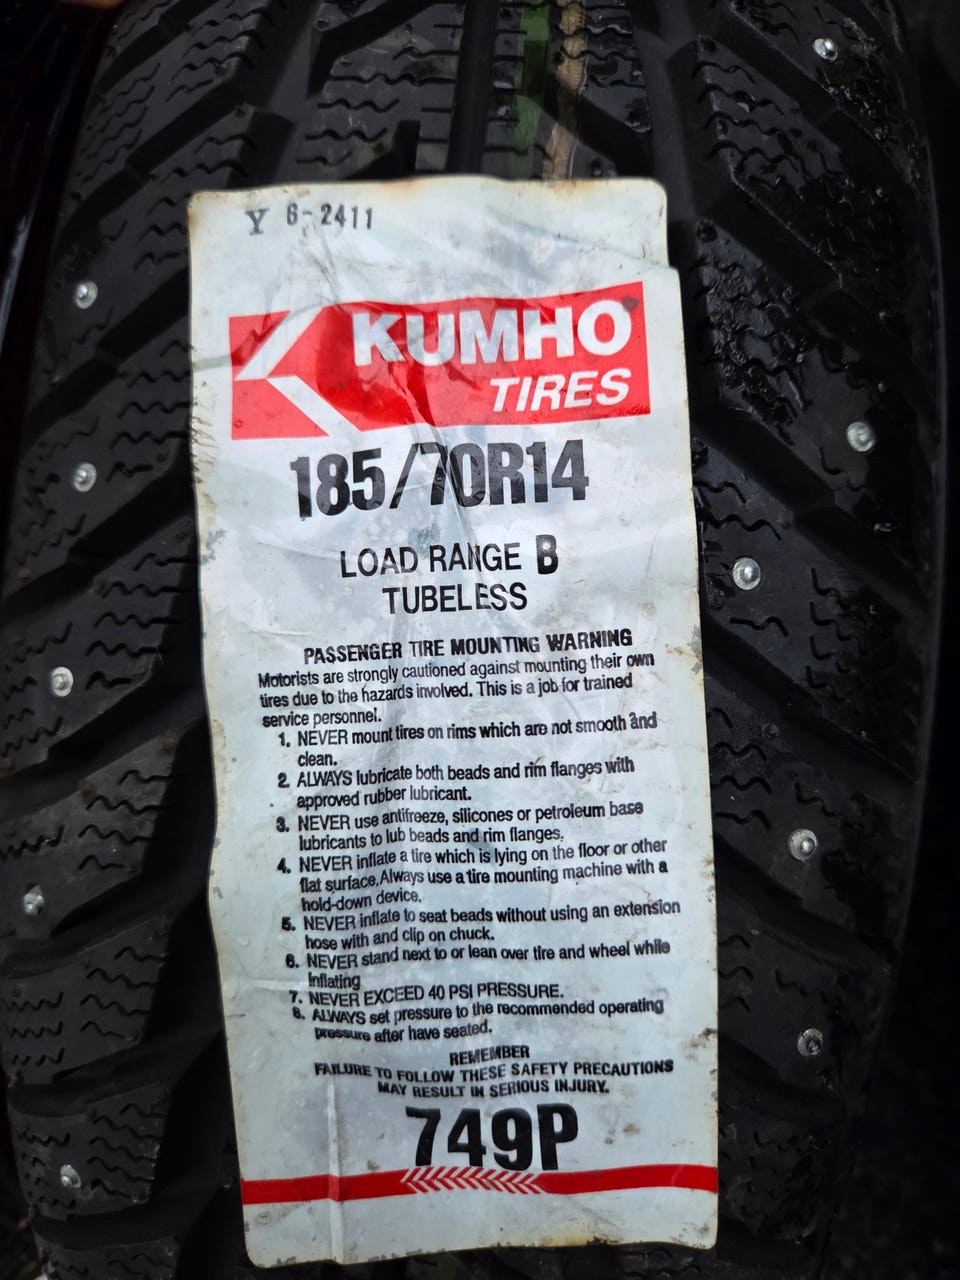 Y 6-2411
KUMHO
TIRES
185/70R14
LOAD RANGE B
TUBELESS
PASSENGER TIRE MOUNTING WARNING
Motorists are strongly cautioned against mounting their own
tires due to the hazards involved. This is a job for trained
service personnel.
1. NEVER mount tires on rims which are not smooth and
clean.
2. ALWAYS lubricate both beads and rim flanges with
approved rubber lubricant.
3. NEVER use antifreeze, silicones or petroleum base
lubricants to lub beads and rim flanges.
4. NEVER inflate a tire which is lying on the floor or other
flat surface.Always use a tire mounting machine with a
hold-down device.
5. NEVER inflate to seat beads without using an extension
hose with and clip on chuck.
6. NEVER stand next to or lean over tire and wheel while
inflating
7. NEVER EXCEED 40 PSI PRESSURE.
8. ALWAYS set pressure to the recommended operating
pressure after have seated.
REMEMBER
FAILURE TO FOLLOW THESE SAFETY PRECAUTIONS
MAY RESULT IN SERIOUS INJURY.
749P